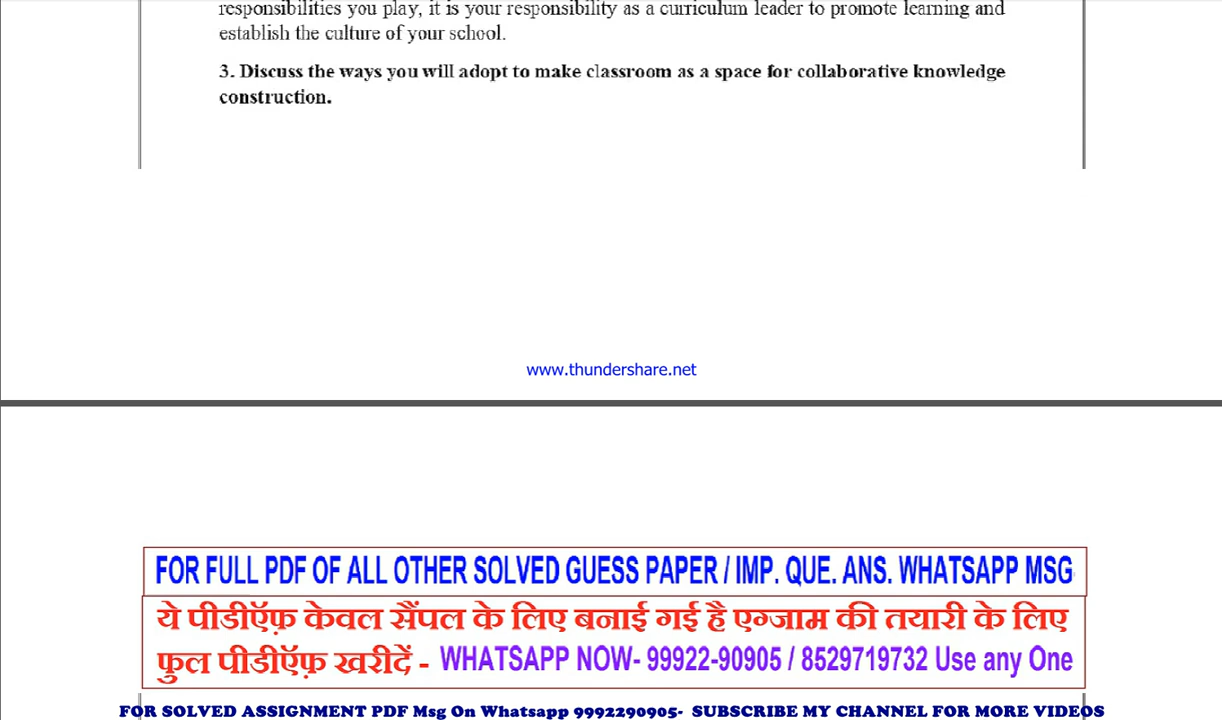 responsibilities you play, it is your responsibility as a curriculum leader to promote learning and
establish the culture of your school.
3. Discuss the ways you will adopt to make classroom as a space for collaborative knowledge
construction.
www.thundershare.net
FOR FULL PDF OF ALL OTHER SOLVED GUESS PAPER / IMP. QUE. ANS. WHATSAPP MSG
ये पीडीऍफ़ केवल सैंपल के लिए बनाई गई है एग्जाम की तयारी के लिए
फुल पीडीऍफ़ खरीदें - WHATSAPP NOW- 99922-90905 / 8529719732 Use any One
FOR SOLVED ASSIGNMENT PDF Msg On Whatsapp 9992290905- SUBSCRIBE MY CHANNEL FOR MORE VIDEOS